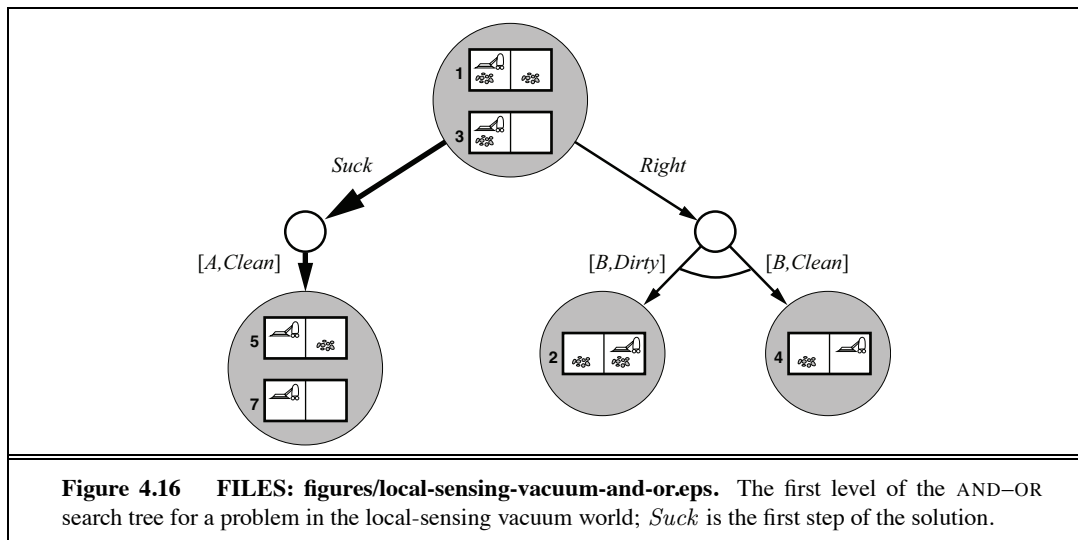 1
3
Suck
Right
[A,Clean]
[B,Dirty]
[B,Clean]
5
7
2
4
Figure 4.16 FILES: figures/local-sensing-vacuum-and-or.eps. The first level of the AND–OR
search tree for a problem in the local-sensing vacuum world; Suck is the first step of the solution.